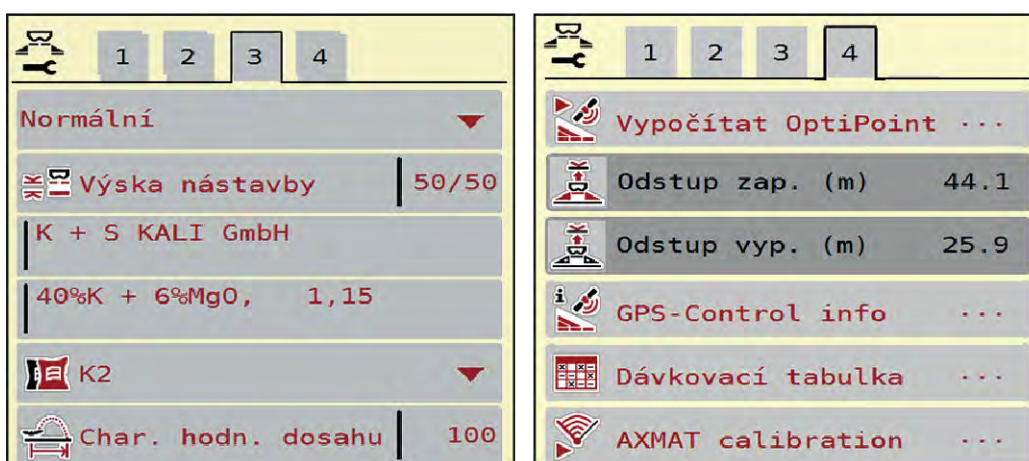 1 2 3 4
Normální
Výška nástavby 50/50
K + S KALI GmbH
40%K + 6%MgO, 1,15
K2
Char. hodn. dosahu 100
1 2 3 4
Vypočítat OptiPoint ...
Odstup zap. (m) 44.1
Odstup vyp. (m) 25.9
i
GPS-Control info ...
Dávkovací tabulka ...
AXMAT calibration ...